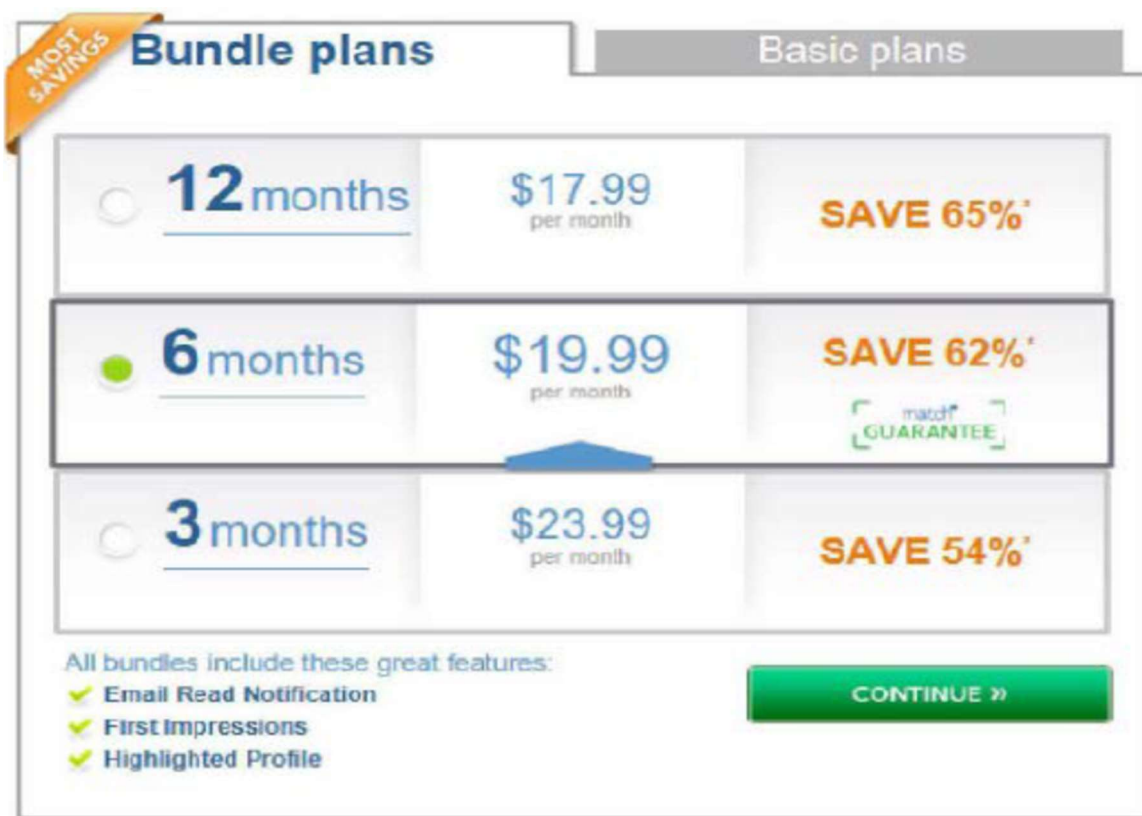 MOST
SAVINGS
Bundle plans
Basic plans
12 months
$17.99
per month
SAVE 65%*
6 months
$19.99
per month
SAVE 62%*
match
GUARANTEE
3 months
$23.99
per month
SAVE 54%*
All bundles include these great features:
Email Read Notification
First Impressions
Highlighted Profile
CONTINUE »